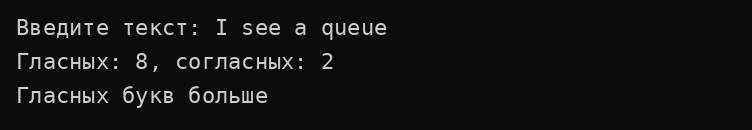 Введите текст: I see a queue
Гласных: 8, согласных: 2
Гласных букв больше